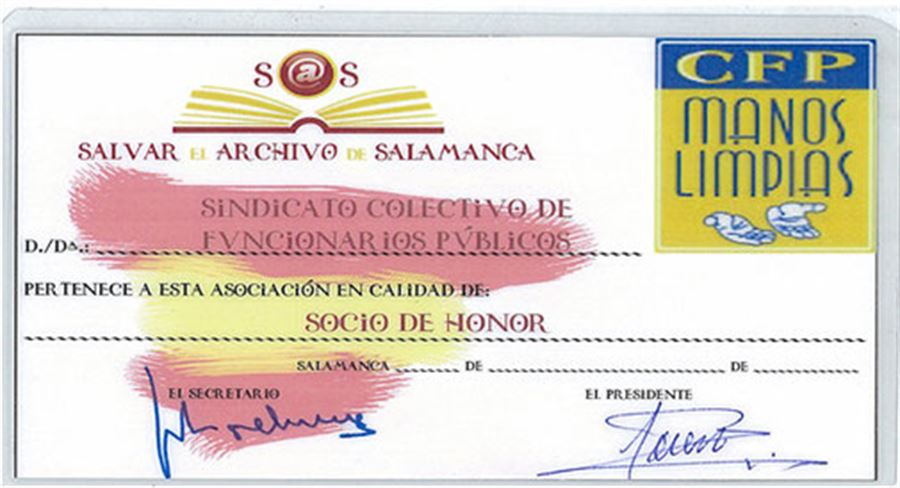 S@S
SALVAR EL ARCHIVO DE SALAMANCA
CFP
MANOS
LIMPIAS
SINDICATO COLECTIVO DE
D./Dª.: FVNCIONARIOS PÚBLICOS
PERTENECE A ESTA ASOCIACIÓN EN CALIDAD DE:
SOCIO DE HONOR
SALAMANCA DE DE
EL SECRETARIO EL PRESIDENTE